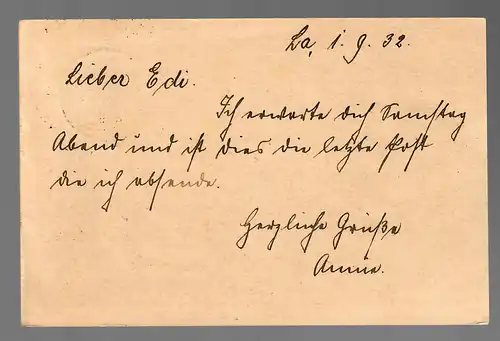 La, 1. 9. 32.
Lieber Edi.
Ich erwarte dich Samstag
Abend und ist dies die letzte Post
die ich absende.
Herzliche Grüße
Annie.